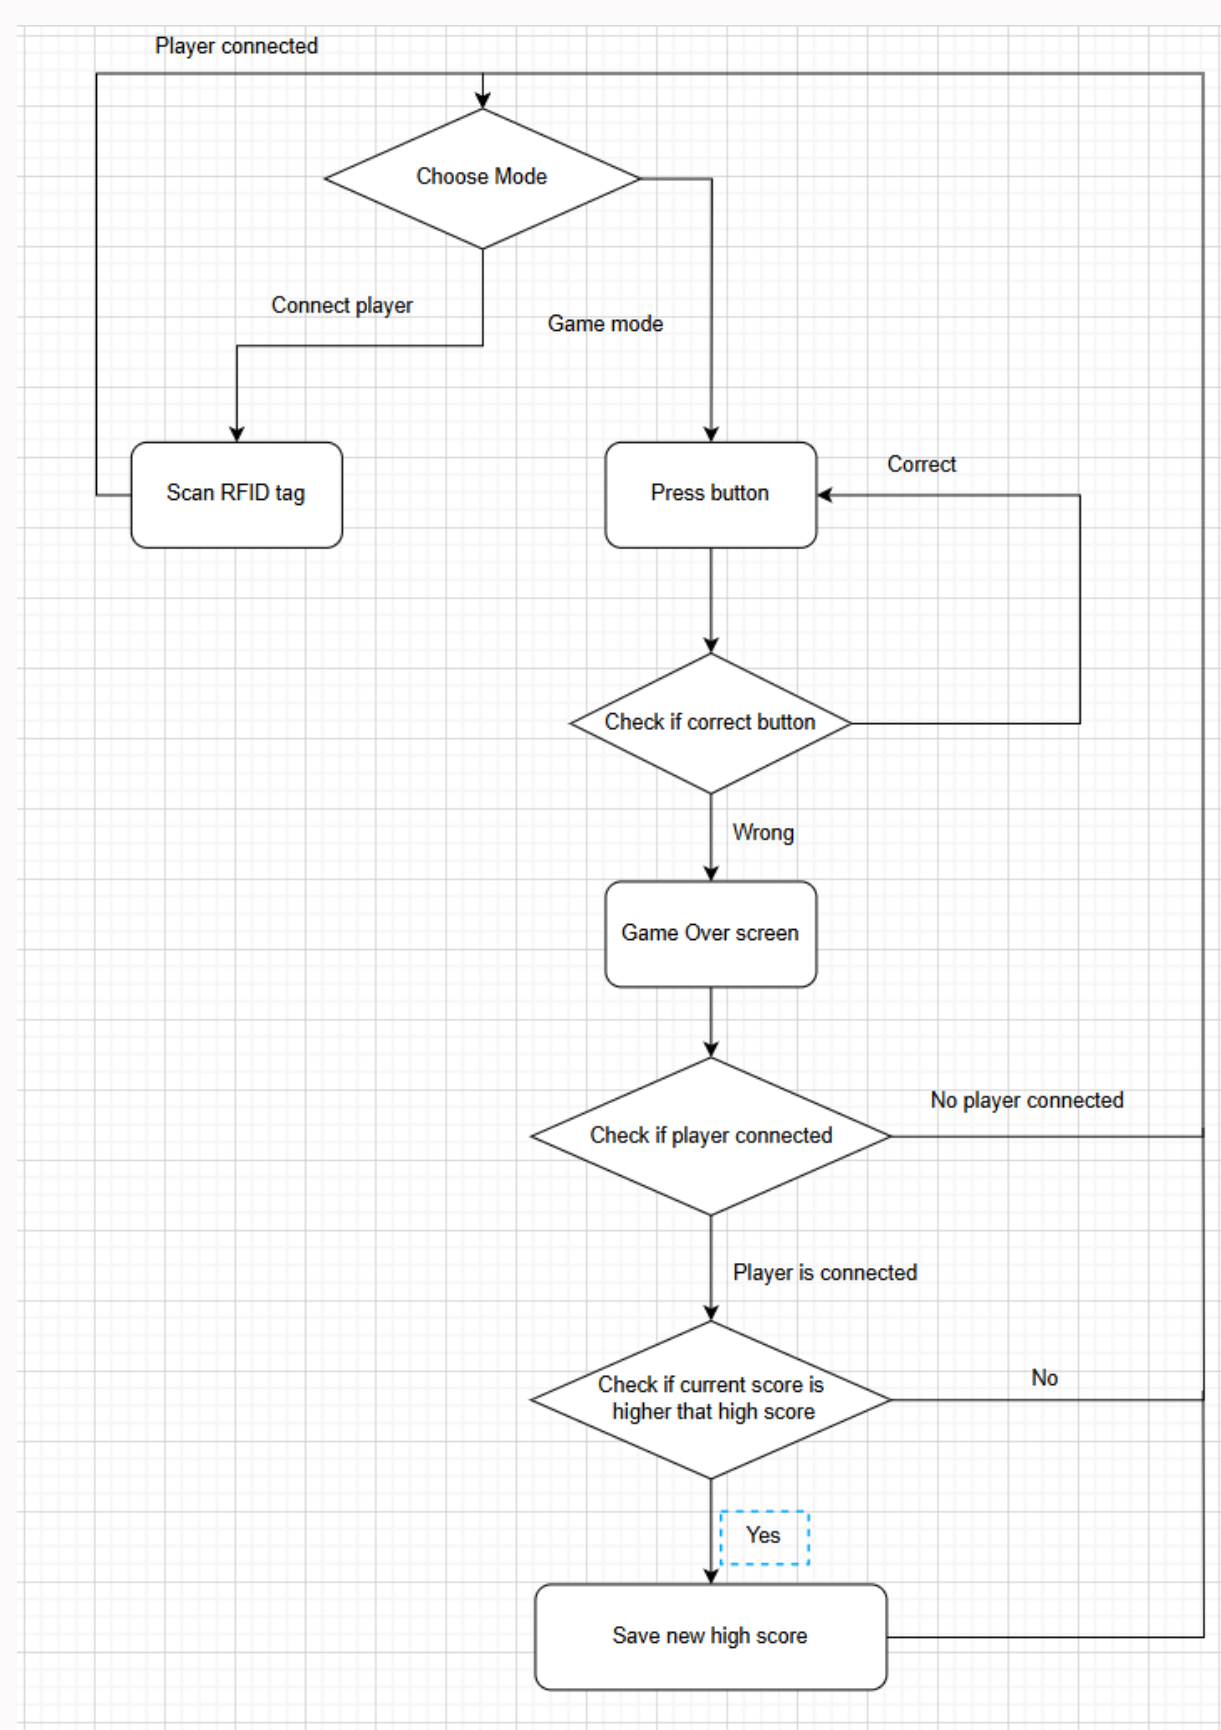 Player connected
Choose Mode
Connect player
Game mode
Correct
Scan RFID tag
Press button
Check if correct button
Wrong
Game Over screen
No player connected
Check if player connected
Player is connected
No
Check if current score is
higher that high score
Yes
Save new high score